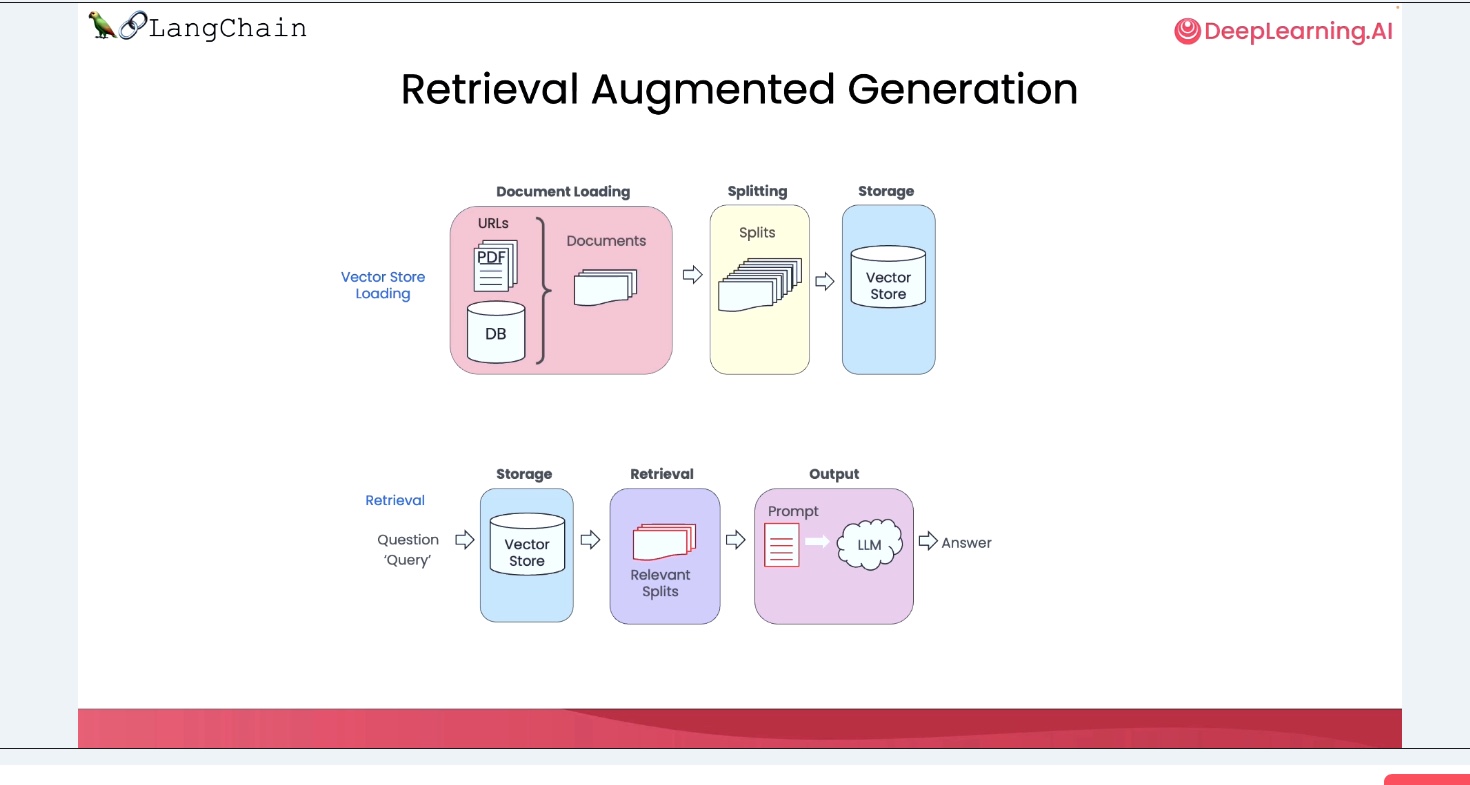 LangChain
DeepLearning.AI
Retrieval Augmented Generation
Document Loading
Splitting
Storage
URLs
PDF
DB
Documents
Splits
Vector
Store
Vector Store
Loading
Storage
Retrieval
Output
Retrieval
Question
‘Query’
Vector
Store
Relevant
Splits
Prompt
LLM
Answer